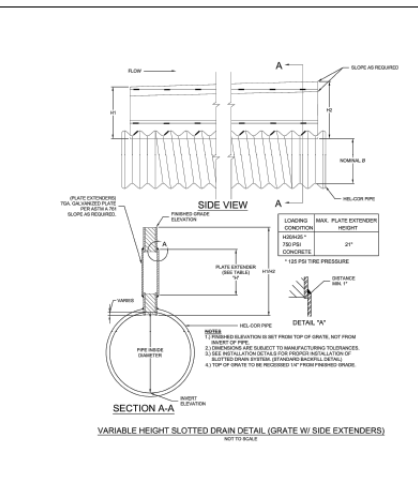 FLOW
A
SLOPE AS REQUIRED
H1
H2
NOMINAL Ø
HEL-COR PIPE
SIDE VIEW
A
(PLATE EXTENDERS)
GALVANIZED PLATE
PER ASTM A 761
SLOPE AS REQUIRED.
FINISHED GRADE
ELEVATION
A
PLATE EXTENDER
(SEE TABLE)
"H"
H1/H2
LOADING CONDITION
MAX. PLATE EXTENDER HEIGHT
H20/H25 *
750 PSI
CONCRETE
21"
* 125 PSI TIRE PRESSURE
DISTANCE
MIN. 1"
DETAIL "A"
VARIES
HEL-COR PIPE
PIPE INSIDE
DIAMETER
INVERT
ELEVATION
SECTION A-A
NOTES
1.) FINISHED ELEVATION IS SET FROM TOP OF GRATE, NOT FROM
INVERT OF PIPE.
2.) DIMENSIONS ARE SUBJECT TO MANUFACTURING TOLERANCES.
3.) SEE INSTALLATION DETAILS FOR PROPER INSTALLATION OF
SLOTTED DRAIN SYSTEM. (STANDARD BACKFILL DETAIL)
4.) TOP OF GRATE TO BE RECESSED 1/4" FROM FINISHED GRADE.
VARIABLE HEIGHT SLOTTED DRAIN DETAIL (GRATE W/ SIDE EXTENDERS)
NOT TO SCALE